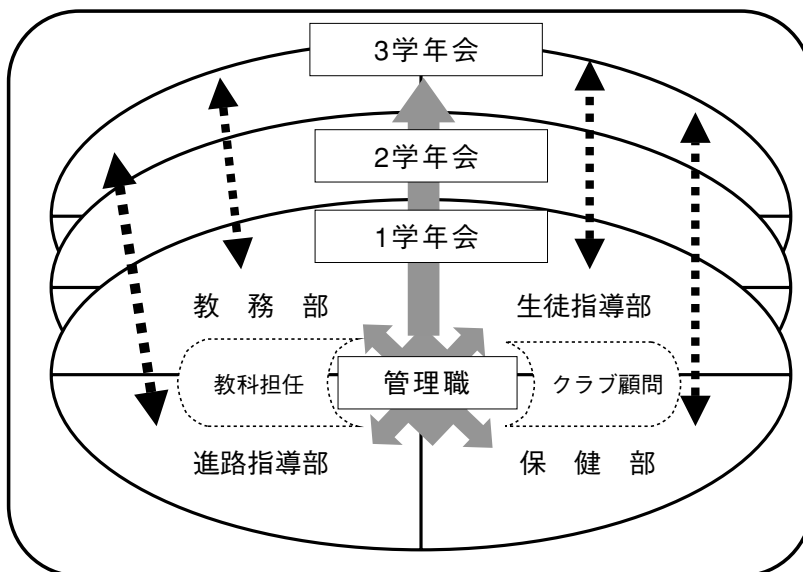 3学年会
2学年会
1学年会
教　務　部
生徒指導部
教科担任
管理職
クラブ顧問
進路指導部
保　健　部